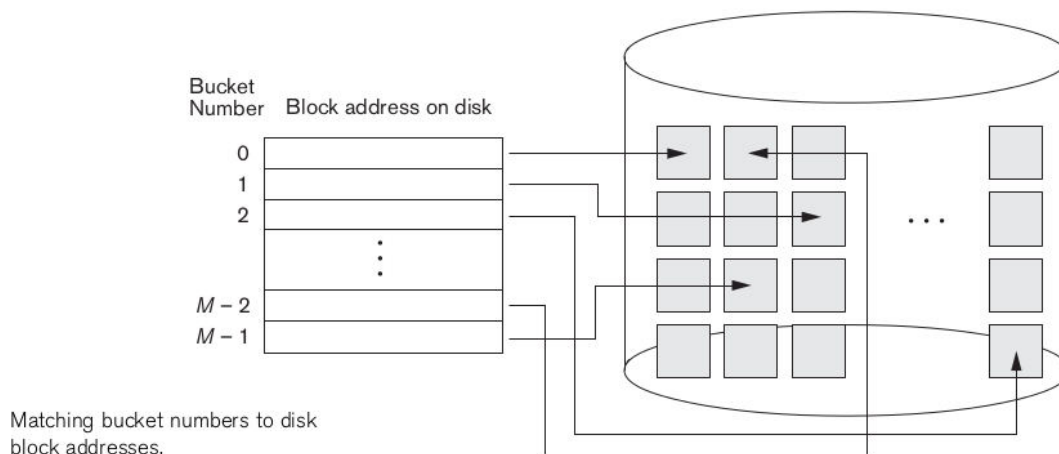 Bucket
Number
Block address on disk
0
1
2
M – 2
M – 1
Matching bucket numbers to disk
block addresses.